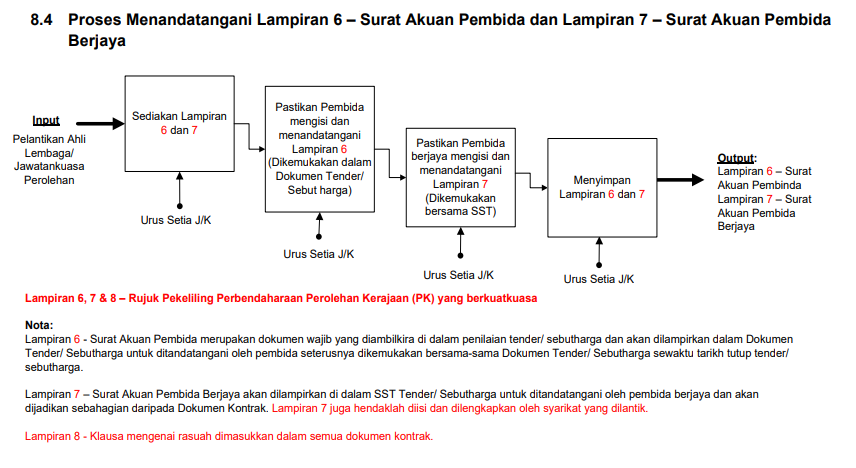 8.4 Proses Menandatangani Lampiran 6 – Surat Akuan Pembida dan Lampiran 7 – Surat Akuan Pembida
Berjaya
Input
Pelantikan Ahli
Lembaga/
Jawatankuasa
Perolehan
Sediakan Lampiran
6 dan 7
Urus Setia J/K
Pastikan Pembida
mengisi dan
menandatangani
Lampiran 6
(Dikemukakan dalam
Dokumen Tender/
Sebut harga)
Urus Setia J/K
Pastikan Pembida
berjaya mengisi dan
menandatangani
Lampiran 7
(Dikemukakan
bersama SST)
Urus Setia J/K
Menyimpan
Lampiran 6 dan 7
Urus Setia J/K
Output:
Lampiran 6 – Surat
Akuan Pembinda
Lampiran 7 – Surat
Akuan Pembida
Berjaya
Lampiran 6, 7 & 8 – Rujuk Pekeliling Perbendaharaan Perolehan Kerajaan (PK) yang berkuatkuasa
Nota:
Lampiran 6 - Surat Akuan Pembida merupakan dokumen wajib yang diambilkira di dalam penilaian tender/ sebutharga dan akan dilampirkan dalam Dokumen
Tender/ Sebutharga untuk ditandatangani oleh pembida seterusnya dikemukakan bersama-sama Dokumen Tender/ Sebutharga sewaktu tarikh tutup tender/
sebutharga.
Lampiran 7 – Surat Akuan Pembida Berjaya akan dilampirkan di dalam SST Tender/ Sebutharga untuk ditandatangani oleh pembida berjaya dan akan
dijadikan sebahagian daripada Dokumen Kontrak. Lampiran 7 juga hendaklah diisi dan dilengkapkan oleh syarikat yang dilantik.
Lampiran 8 - Klausa mengenai rasuah dimasukkan dalam semua dokumen kontrak.